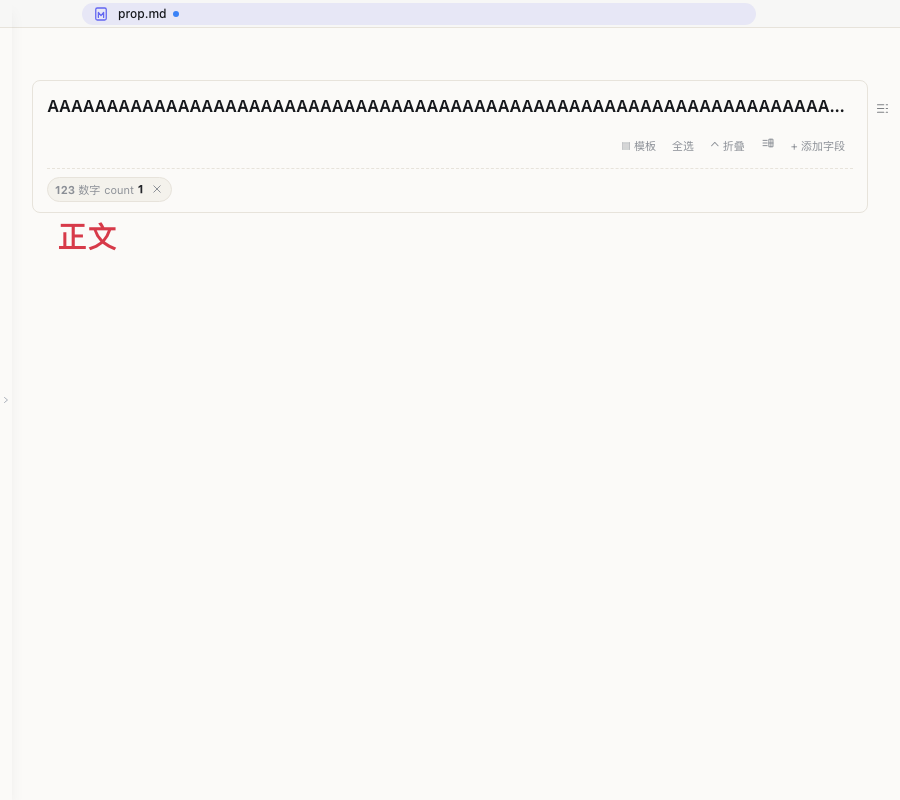 prop.md
AAAAAAAAAAAAAAAAAAAAAAAAAAAAAAAAAAAAAAAAAAAAAAAAAAAAAAAAAAAAAAAAAA...
模板 全选 折叠 + 添加字段
123 数字 count 1
正文